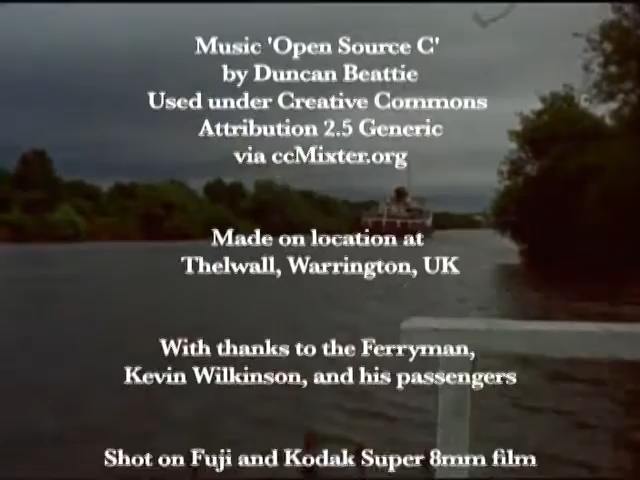 Music 'Open Source C'
by Duncan Beattie
Used under Creative Commons
Attribution 2.5 Generic
via ccMixter.org
Made on location at
Thelwall, Warrington, UK
With thanks to the Ferryman,
Kevin Wilkinson, and his passengers
Shot on Fuji and Kodak Super 8mm film